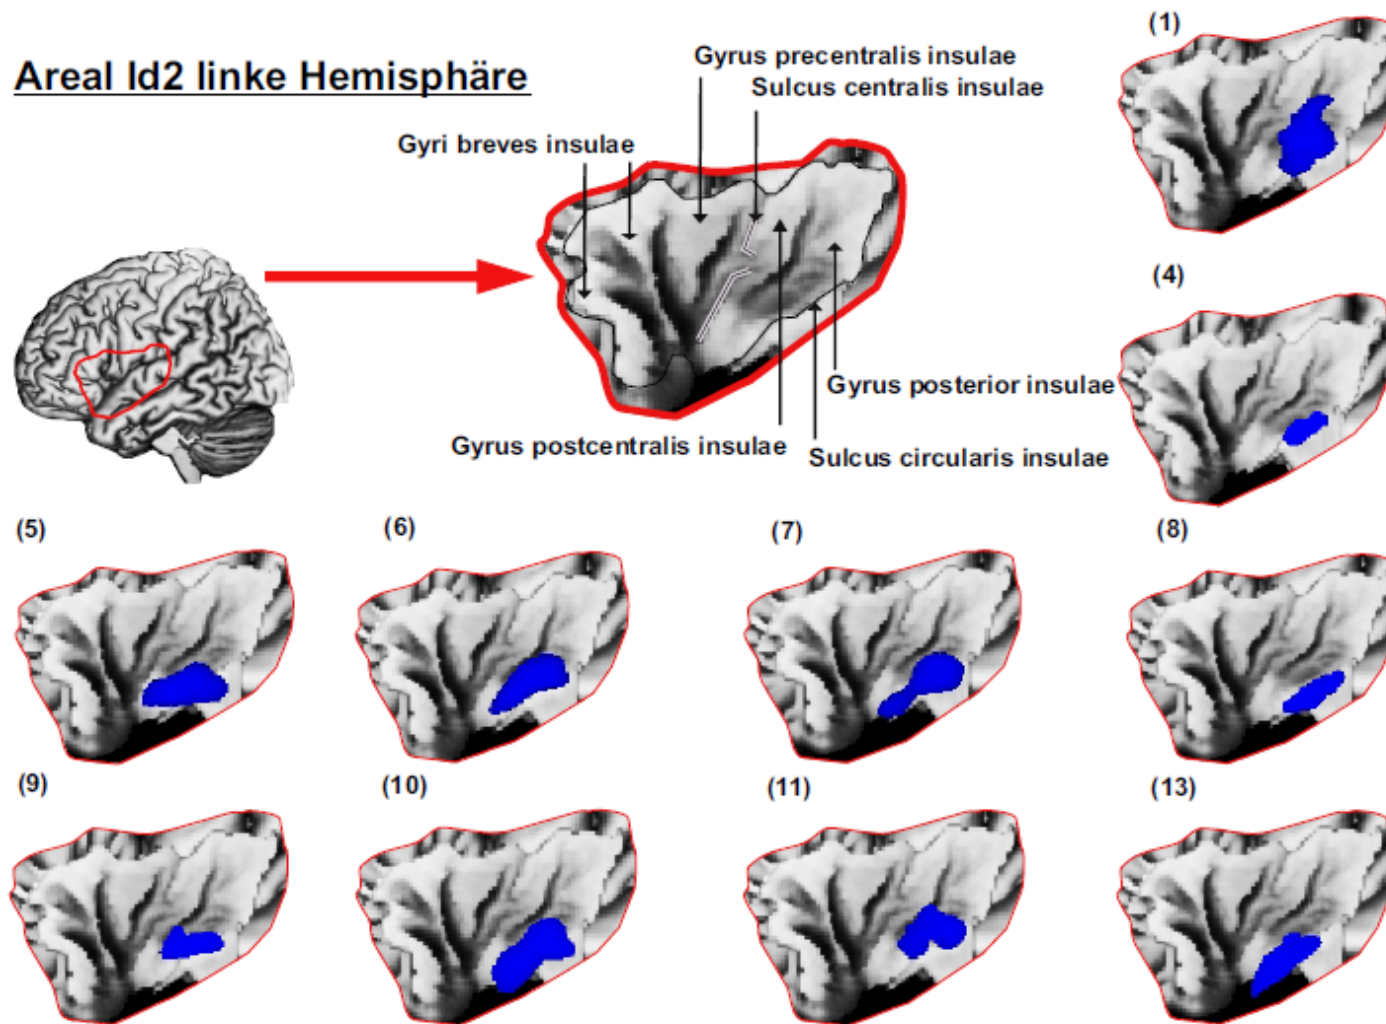 Areal Id2 linke Hemisphäre
Gyrus precentralis insulae
Sulcus centralis insulae
Gyri breves insulae
Gyrus posterior insulae
Gyrus postcentralis insulae
Sulcus circularis insulae
(1)
(4)
(5)
(6)
(7)
(8)
(9)
(10)
(11)
(13)